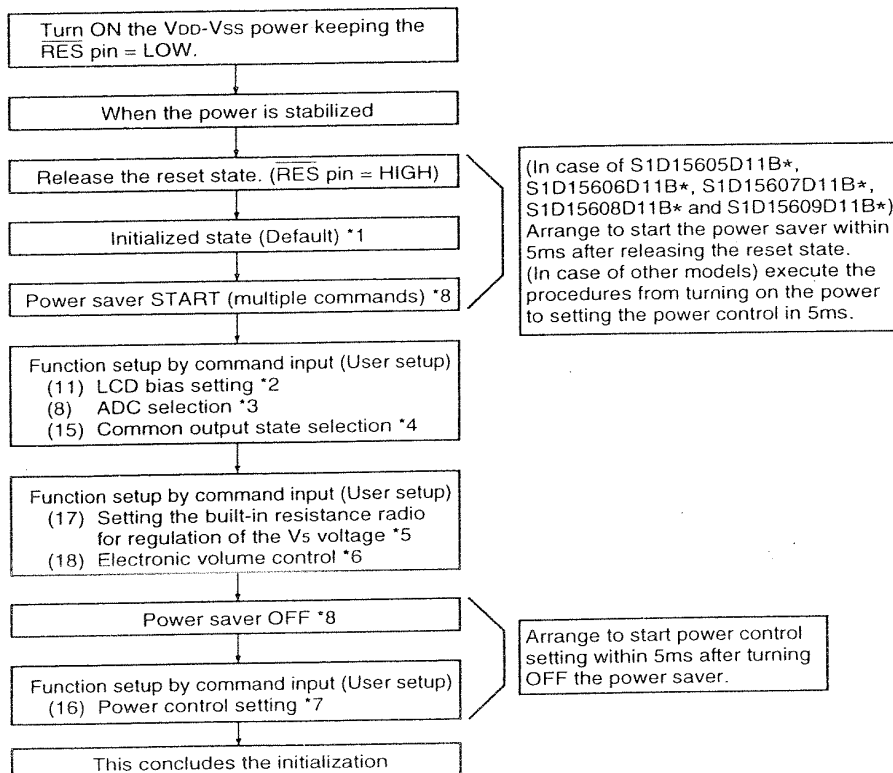 Turn ON the VDD-VSS power keeping the
RES pin = LOW.
When the power is stabilized
Release the reset state. (RES pin = HIGH)
Initialized state (Default) *1
Power saver START (multiple commands) *8
(In case of S1D15605D11B*,
S1D15606D11B*, S1D15607D11B*,
S1D15608D11B* and S1D15609D11B*)
Arrange to start the power saver within
5ms after releasing the reset state.
(In case of other models) execute the
procedures from turning on the power
to setting the power control in 5ms.
Function setup by command input (User setup)
(11) LCD bias setting *2
(8) ADC selection *3
(15) Common output state selection *4
Function setup by command input (User setup)
(17) Setting the built-in resistance radio
for regulation of the V5 voltage *5
(18) Electronic volume control *6
Power saver OFF *8
Function setup by command input (User setup)
(16) Power control setting *7
Arrange to start power control
setting within 5ms after turning
OFF the power saver.
This concludes the initialization